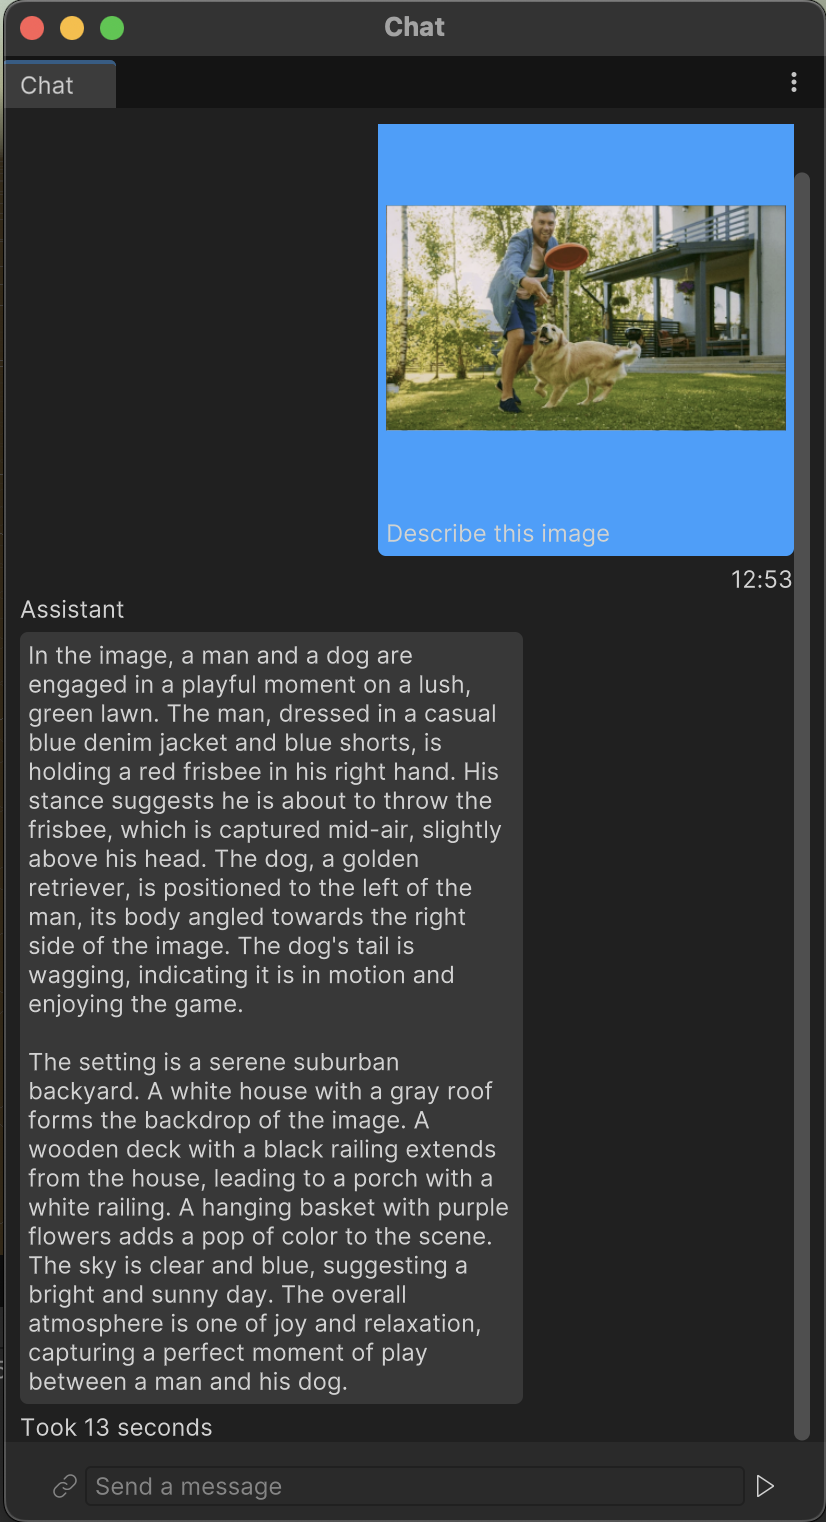 Chat
Chat
Describe this image
12:53
Assistant
In the image, a man and a dog are
engaged in a playful moment on a lush,
green lawn. The man, dressed in a casual
blue denim jacket and blue shorts, is
holding a red frisbee in his right hand. His
stance suggests he is about to throw the
frisbee, which is captured mid-air, slightly
above his head. The dog, a golden
retriever, is positioned to the left of the
man, its body angled towards the right
side of the image. The dog's tail is
wagging, indicating it is in motion and
enjoying the game.
The setting is a serene suburban
backyard. A white house with a gray roof
forms the backdrop of the image. A
wooden deck with a black railing extends
from the house, leading to a porch with a
white railing. A hanging basket with purple
flowers adds a pop of color to the scene.
The sky is clear and blue, suggesting a
bright and sunny day. The overall
atmosphere is one of joy and relaxation,
capturing a perfect moment of play
between a man and his dog.
Took 13 seconds
Send a message